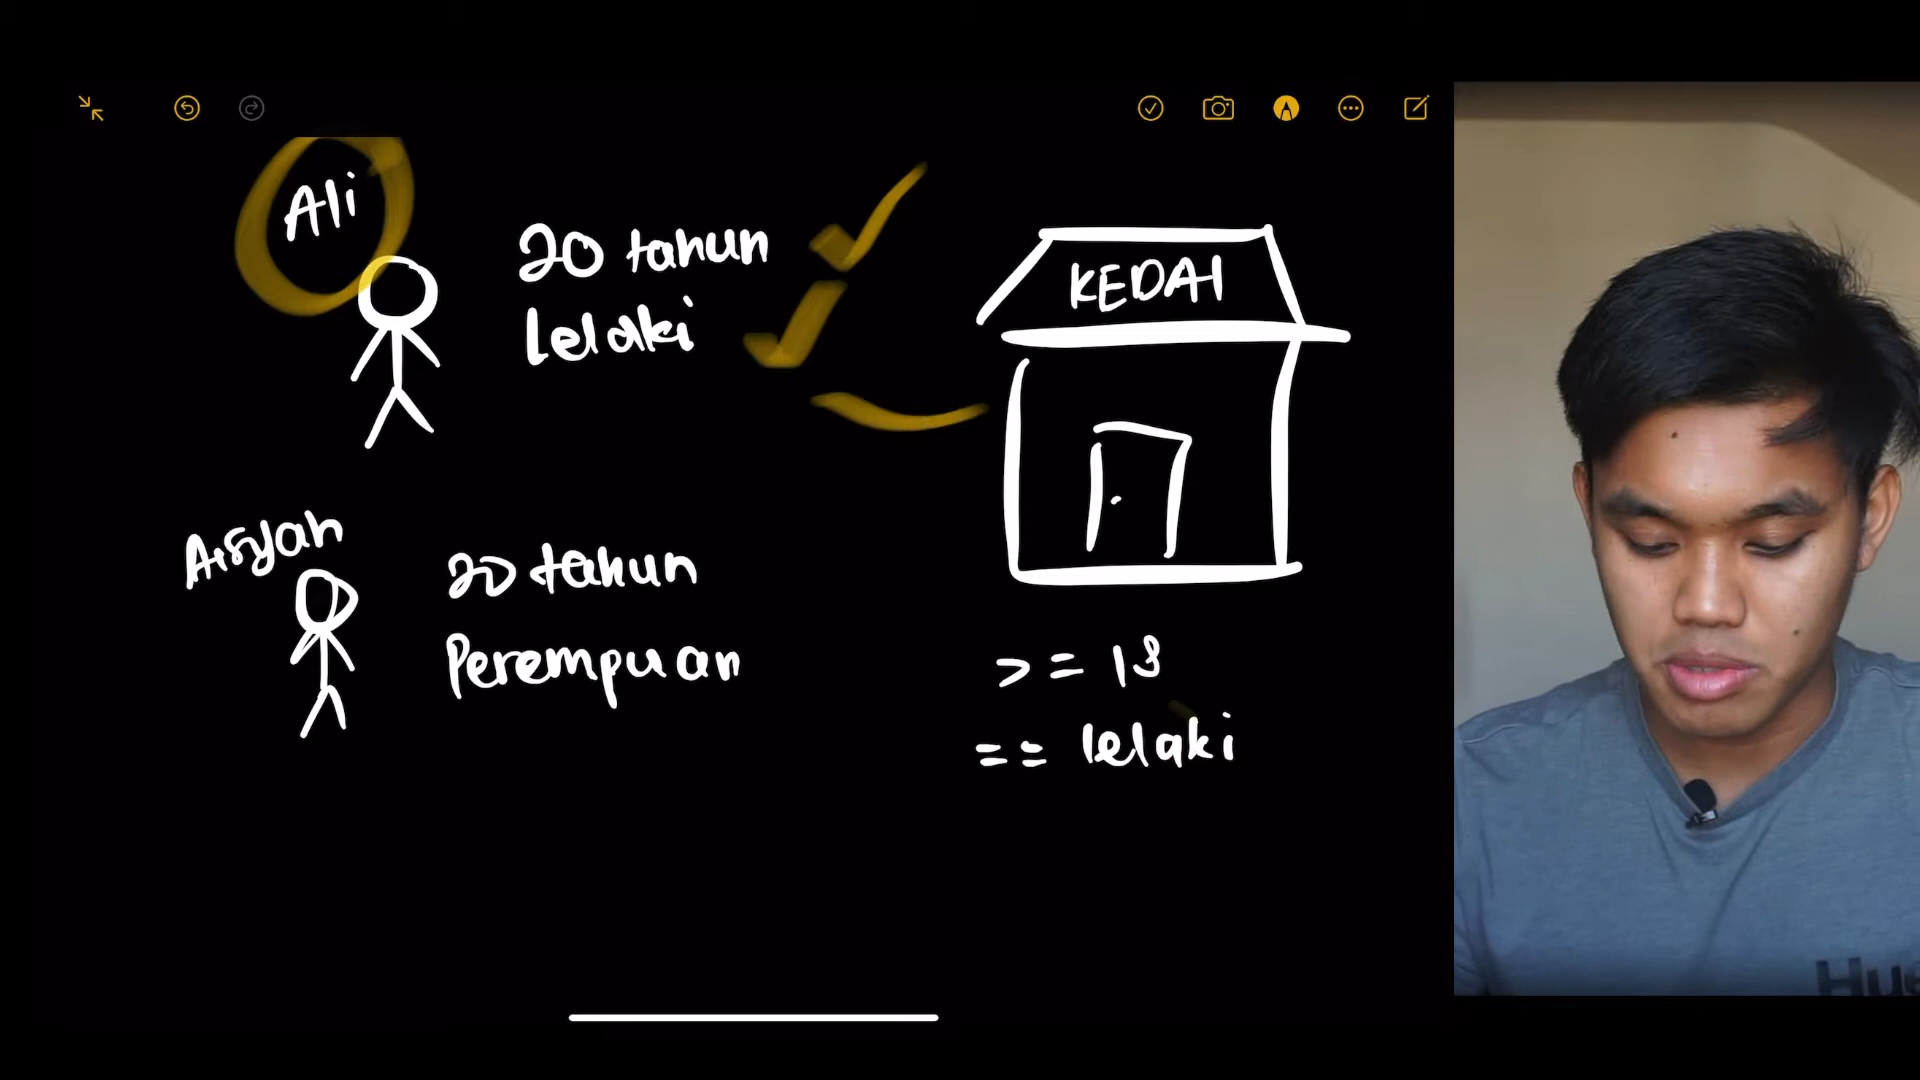 Ali
20 tahun
Lelaki
KEDAI
Aisyah
20 tahun
Perempuan
> = 18
== lelaki